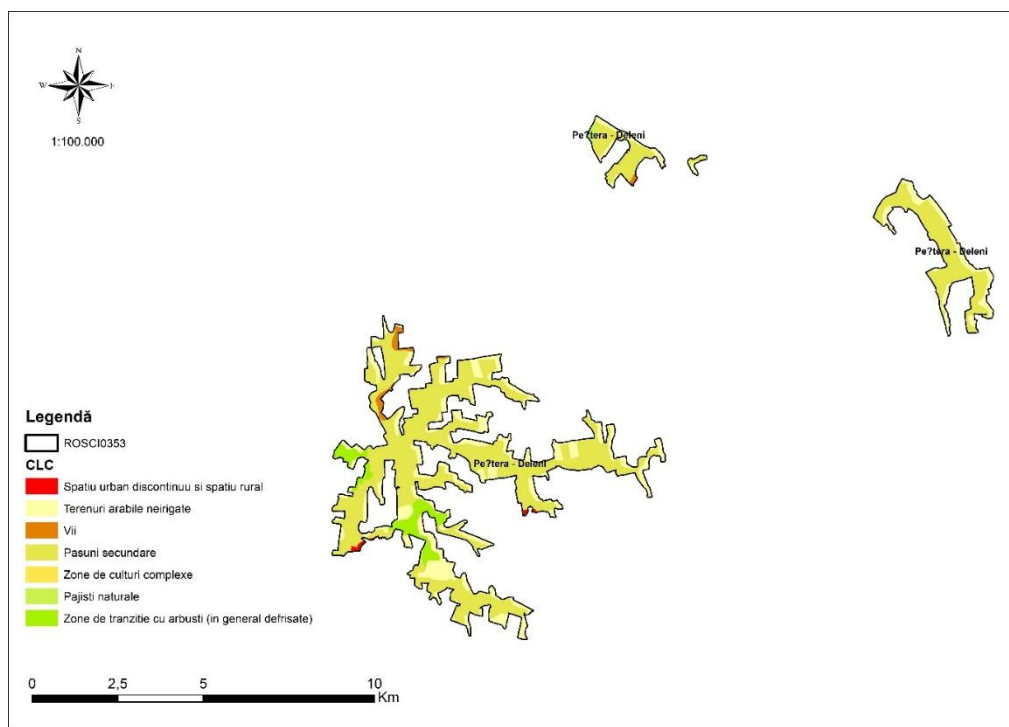 N
W E
S
1:100.000
Pe?tera - Deleni
Pe?tera - Deleni
Pe?tera - Deleni
Legendă
ROSCI0353
CLC
Spatiu urban discontinuu si spatiu rural
Terenuri arabile neirigate
Vii
Pasuni secundare
Zone de culturi complexe
Pajisti naturale
Zone de tranzitie cu arbusti (in general defrisate)
0 2,5 5 10
Km